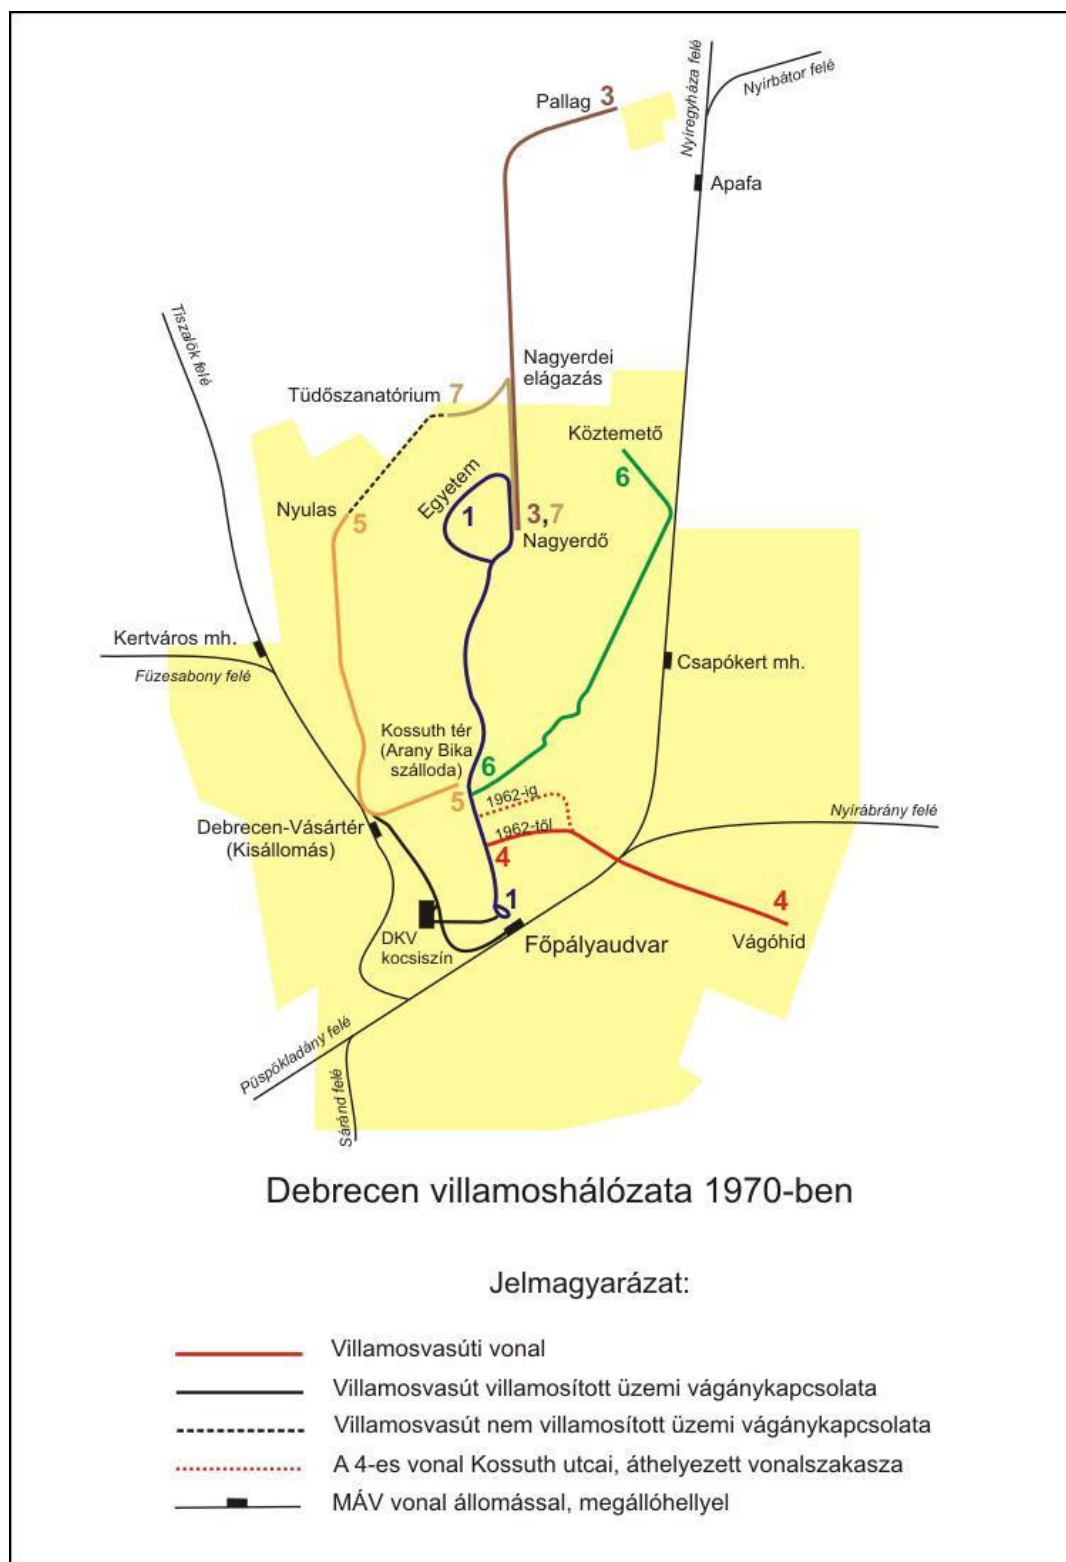 Pallag 3
Nyíregyháza felé
Nyírbátor felé
Apafa
Tiszalök felé
Nagyerdei
elágazás
Tüdőszanatórium 7
Köztemető
6
Egyetem
1
Nyulas
5
3,7
Nagyerdő
Kertváros mh.
Füzesabony felé
Csapókert mh.
Kossuth tér
(Arany Bika
szálloda)
6
5
1962-ig
1962-től
4
Nyírábrány felé
Debrecen-Vásártér
(Kisállomás)
1
4
Vágóhíd
DKV
kocsiszín
Főpályaudvar
Püspökladány felé
Sáránd felé
Debrecen villamoshálózata 1970-ben
Jelmagyarázat:
Villamosvasúti vonal
Villamosvasút villamosított üzemi vágánykapcsolata
Villamosvasút nem villamosított üzemi vágánykapcsolata
A 4-es vonal Kossuth utcai, áthelyezett vonalszakasza
MÁV vonal állomással, megállóhellyel